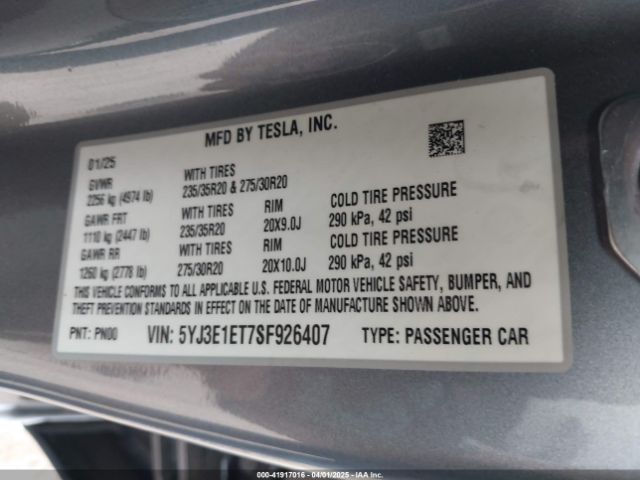 MFD BY TESLA, INC.
01/25
GVWR
2256 kg (4974 lb)
WITH TIRES
235/35R20 & 275/30R20
GAWR FRT
1110 kg (2447 lb)
WITH TIRES
235/35R20
RIM
20X9.0J
COLD TIRE PRESSURE
290 kPa, 42 psi
GAWR RR
1260 kg (2778 lb)
WITH TIRES
275/30R20
RIM
20X10.0J
COLD TIRE PRESSURE
290 kPa, 42 psi
THIS VEHICLE CONFORMS TO ALL APPLICABLE U.S. FEDERAL MOTOR VEHICLE SAFETY, BUMPER, AND
THEFT PREVENTION STANDARDS IN EFFECT ON THE DATE OF MANUFACTURE SHOWN ABOVE.
PNT: PN00 VIN: 5YJ3E1ET7SF926407 TYPE: PASSENGER CAR
000-41917016 - 04/01/2025 - IAA Inc.